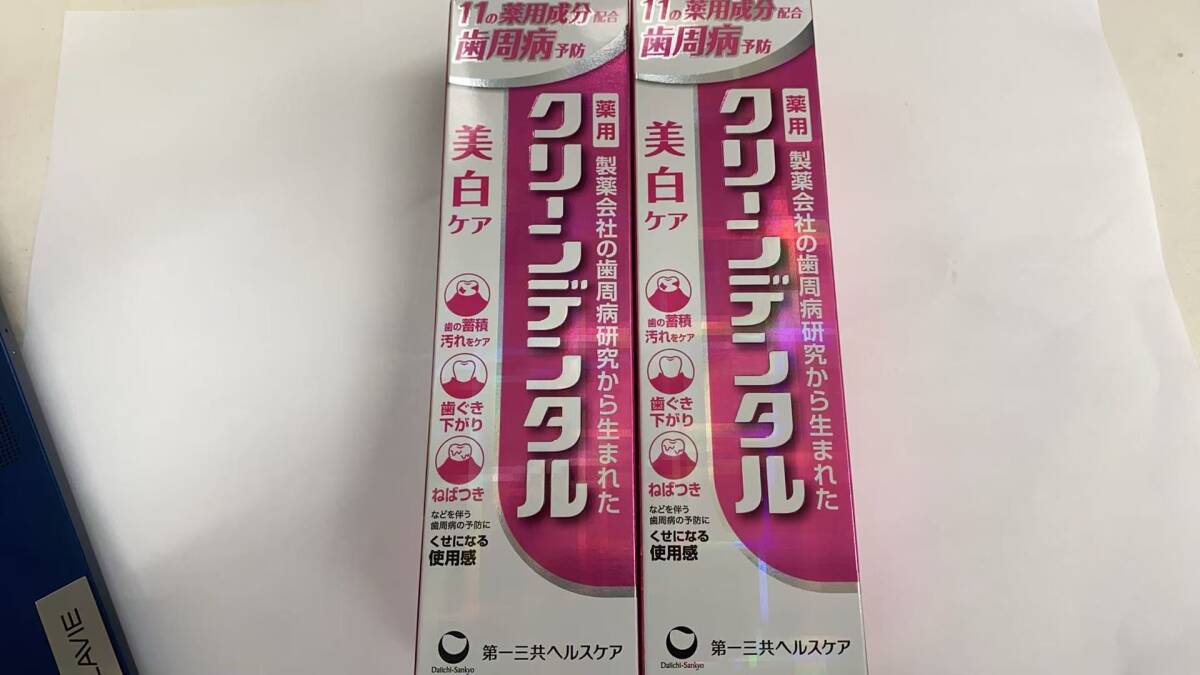 11の薬用成分配合
歯周病予防
薬用
製薬会社の歯周病研究から生まれた
クリーンデンタル
美白ケア
歯の蓄積
汚れをケア
歯ぐき
下がり
ねばつき
などを伴う
歯周病の予防に
くせになる
使用感
Daiichi-Sankyo
第一三共ヘルスケア
11の薬用成分配合
歯周病予防
薬用
製薬会社の歯周病研究から生まれた
クリーンデンタル
美白ケア
歯の蓄積
汚れをケア
歯ぐき
下がり
ねばつき
などを伴う
歯周病の予防に
くせになる
使用感
Daiichi-Sankyo
第一三共ヘルスケア
LAVIE